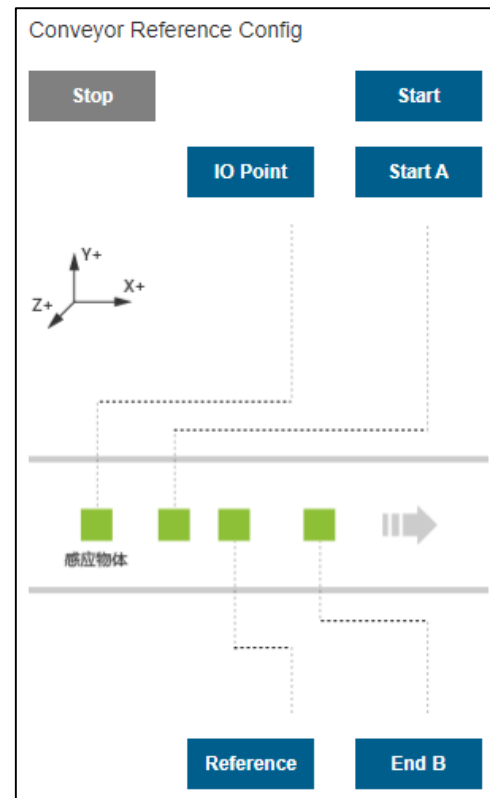 Conveyor Reference Config
Stop
Start
IO Point
Start A
Y+
X+
Z+
感应物体
Reference
End B